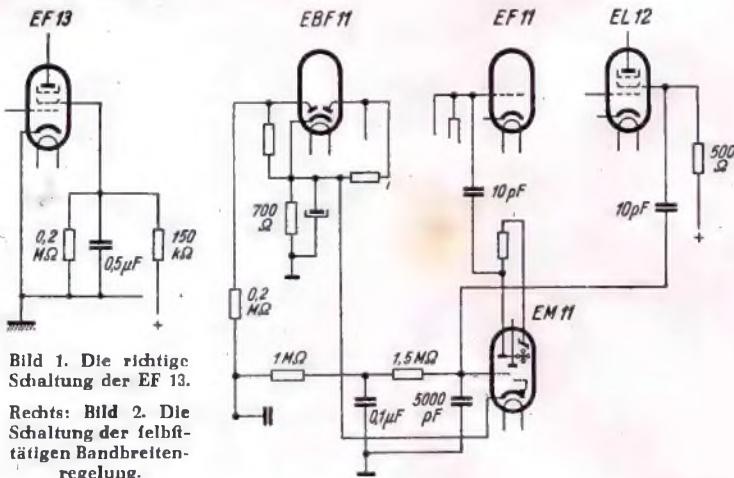 EF 13
EBF 11
EF 11
EL 12
0,2 MΩ
0,5µF
150 kΩ
+
700 Ω
10pF
10pF
500 Ω
+
0,2 MΩ
EM 11
1MΩ
1,5MΩ
0,1µF
5000 pF
Bild 1. Die richtige
Schaltung der EF 13.
Rechts: Bild 2. Die
Schaltung der ſelbſt-
tätigen Bandbreiten-
regelung.